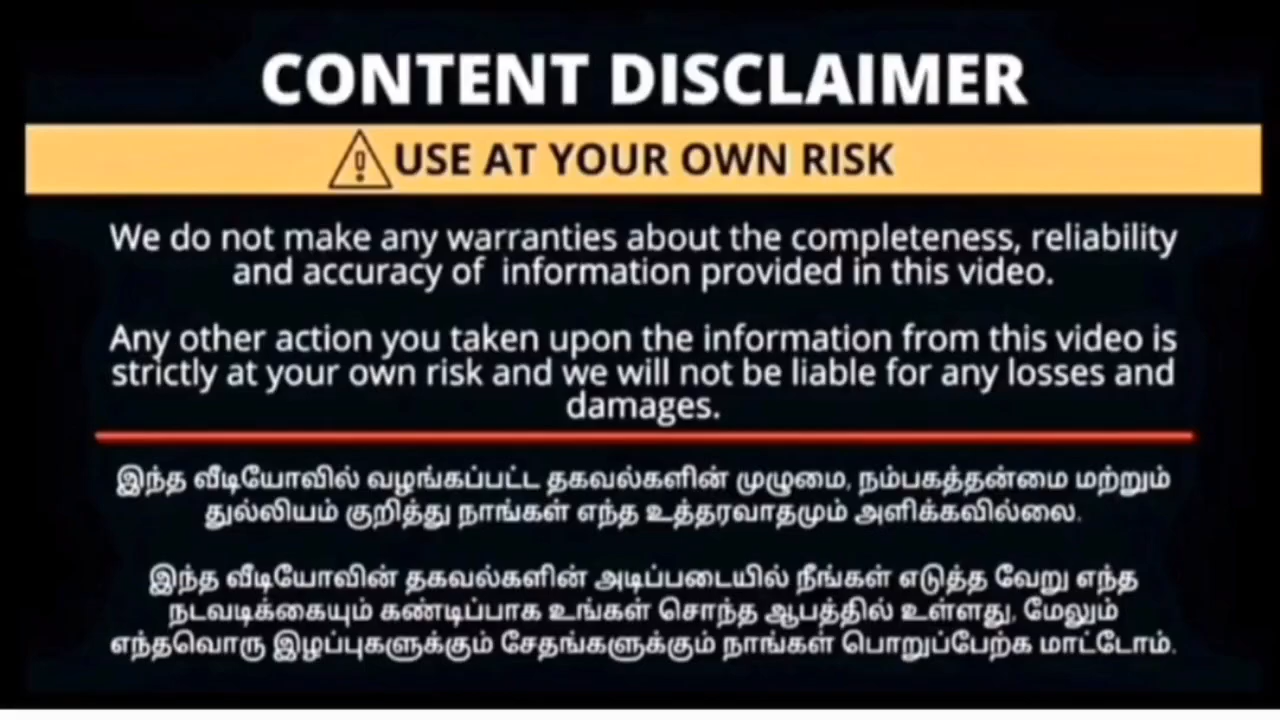 CONTENT DISCLAIMER
USE AT YOUR OWN RISK
We do not make any warranties about the completeness, reliability
and accuracy of information provided in this video.
Any other action you taken upon the information from this video is
strictly at your own risk and we will not be liable for any losses and
damages.
இந்த வீடியோவில் வழங்கப்பட்ட தகவல்களின் முழுமை, நம்பகத்தன்மை மற்றும்
துல்லியம் குறித்து நாங்கள் எந்த உத்தரவாதமும் அளிக்கவில்லை.
இந்த வீடியோவின் தகவல்களின் அடிப்படையில் நீங்கள் எடுத்த வேறு எந்த
நடவடிக்கையும் கண்டிப்பாக உங்கள் சொந்த ஆபத்தில் உள்ளது, மேலும்
எந்தவொரு இழப்புகளுக்கும் சேதங்களுக்கும் நாங்கள் பொறுப்பேற்க மாட்டோம்.